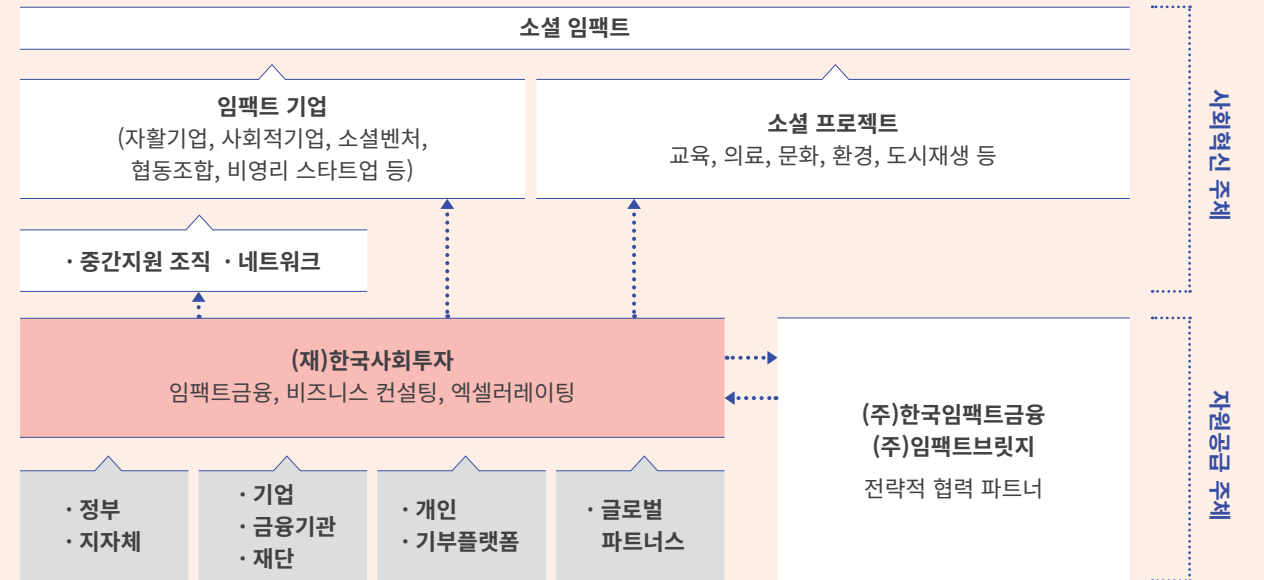 소셜 임팩트
임팩트 기업
(자활기업, 사회적기업, 소셜벤처,
협동조합, 비영리 스타트업 등)
소셜 프로젝트
교육, 의료, 문화, 환경, 도시재생 등
· 중간지원 조직 · 네트워크
사회혁신 주체
(재)한국사회투자
임팩트금융, 비즈니스 컨설팅, 엑셀러레이팅
(주)한국임팩트금융
(주)임팩트브릿지
전략적 협력 파트너
· 정부
· 지자체
· 기업
· 금융기관
· 재단
· 개인
· 기부플랫폼
· 글로벌
파트너스
자원공급 주체